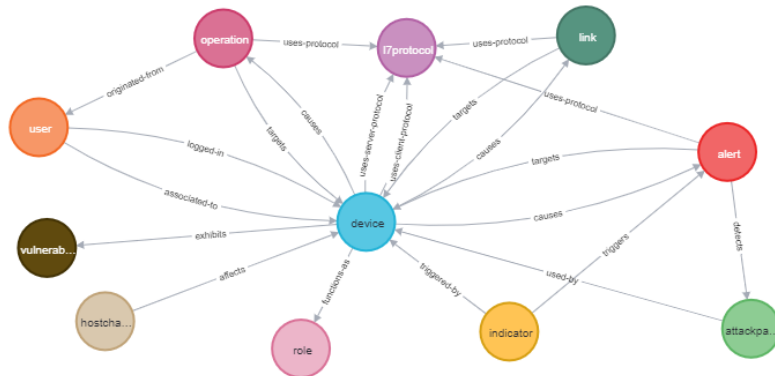 operation
uses-protocol
l7protocol
uses-protocol
link
originated-from
causes
uses-server-protocol
uses-client-protocol
targets
uses-protocol
user
targets
causes
alert
logged-in
targets
associated-to
device
causes
detects
vulnerab...
exhibits
triggers
affects
functions-as
triggered-by
used-by
hostcha...
role
indicator
attackpa...